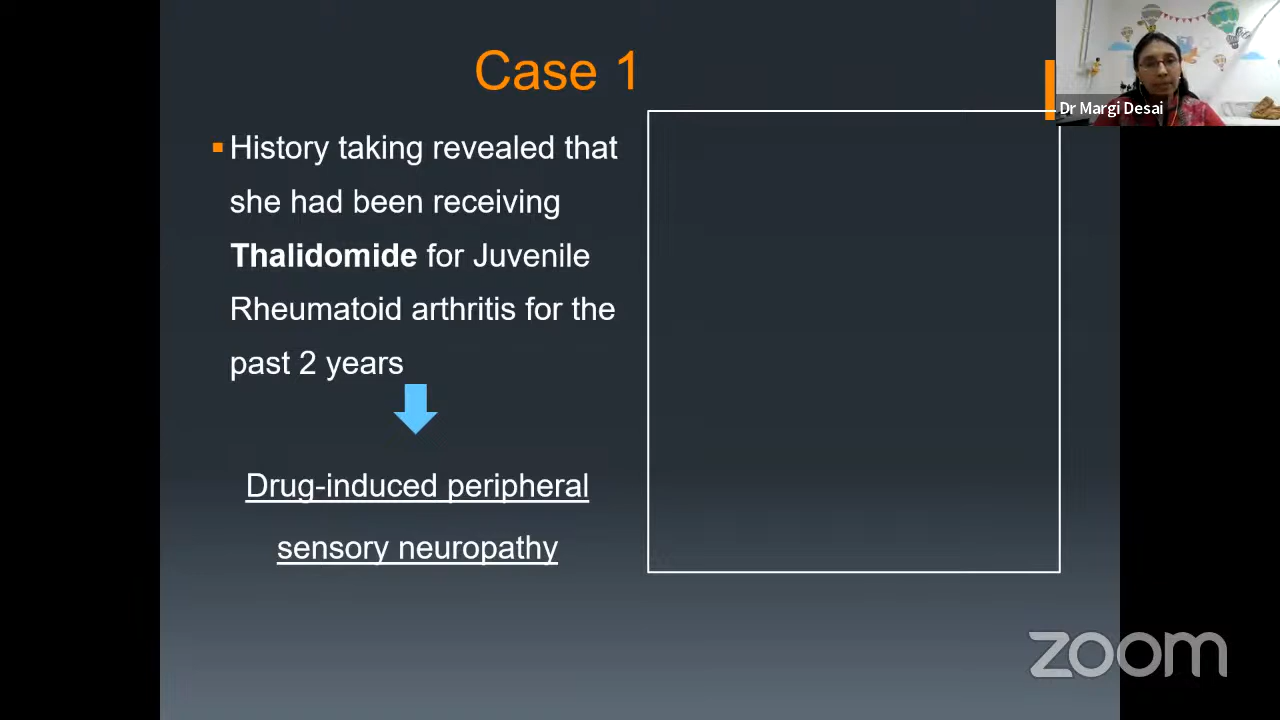 Case 1
Dr Margi Desai
▪ History taking revealed that
she had been receiving
Thalidomide for Juvenile
Rheumatoid arthritis for the
past 2 years
Drug-induced peripheral
sensory neuropathy
zoom